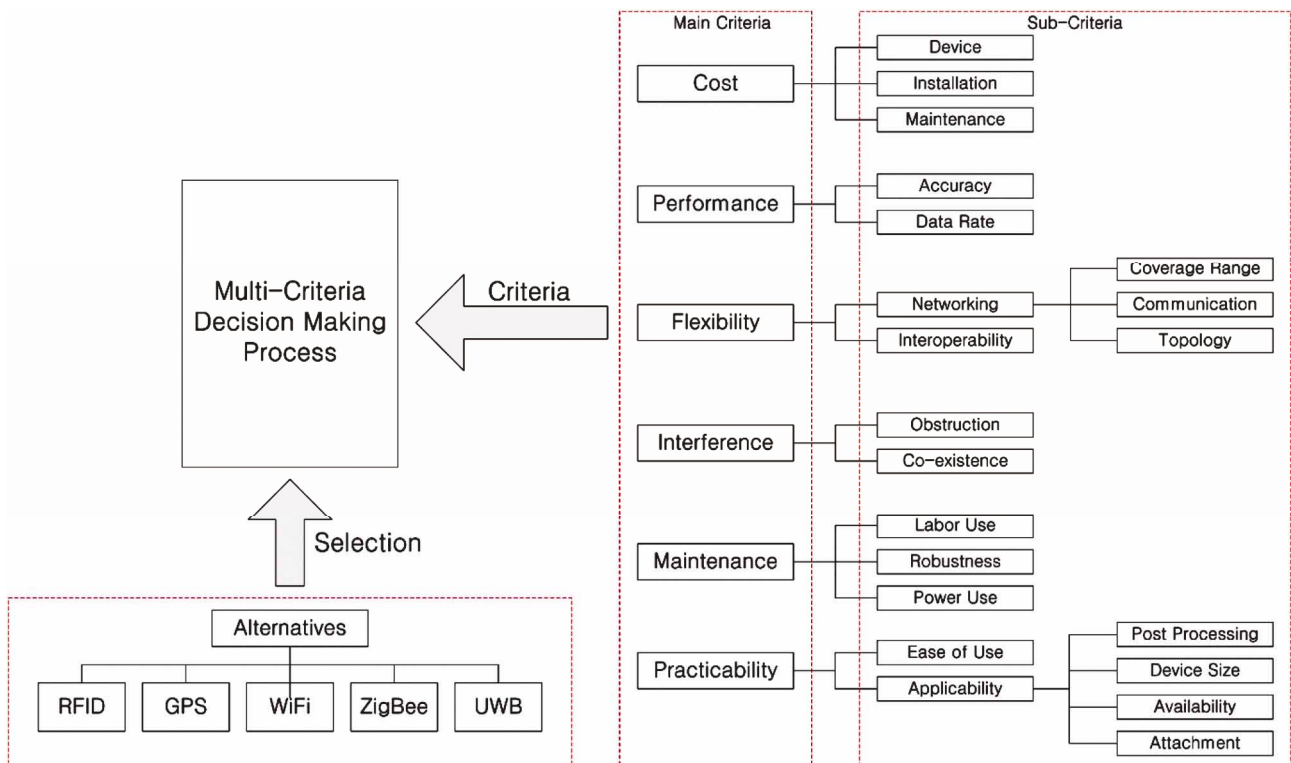 Main Criteria
Sub-Criteria
Cost
Device
Installation
Maintenance
Performance
Accuracy
Data Rate
Multi-Criteria
Decision Making
Process
Criteria
Flexibility
Networking
Interoperability
Coverage Range
Communication
Topology
Interference
Obstruction
Co-existence
Selection
Maintenance
Labor Use
Robustness
Power Use
Alternatives
RFID
GPS
WiFi
ZigBee
UWB
Practicability
Ease of Use
Applicability
Post Processing
Device Size
Availability
Attachment